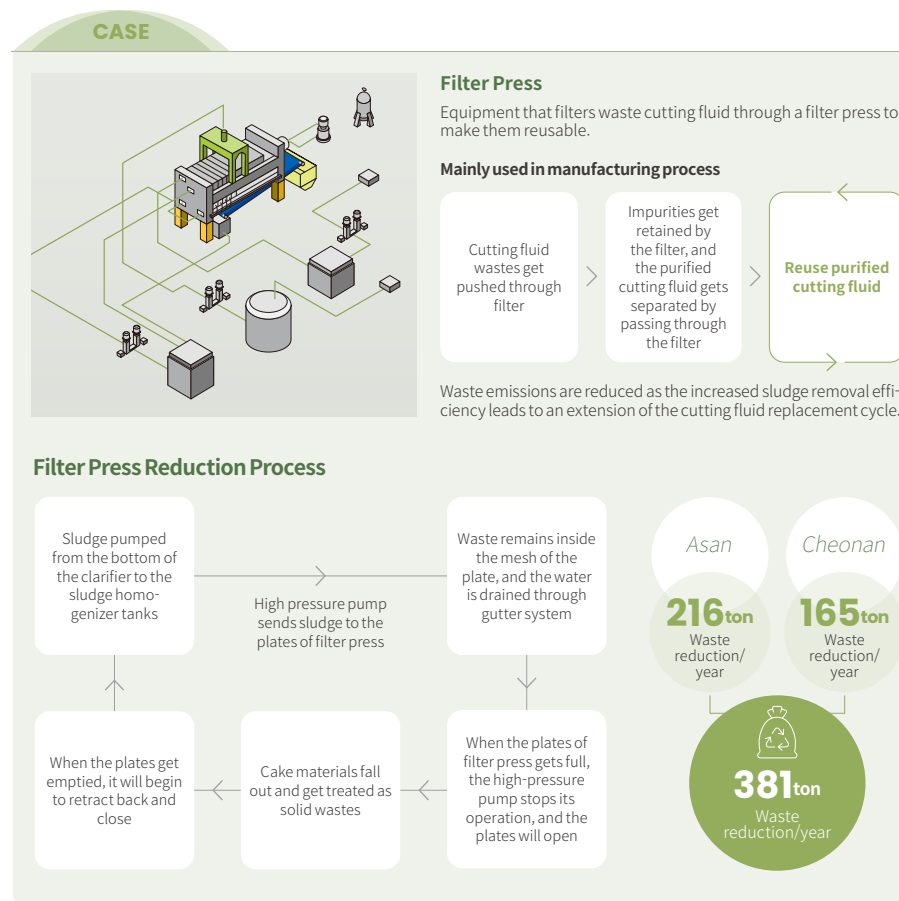 CASE
Filter Press
Equipment that filters waste cutting fluid through a filter press to
make them reusable.
Mainly used in manufacturing process
Cutting fluid
wastes get
pushed through
filter
Impurities get
retained by
the filter, and
the purified
cutting fluid gets
separated by
passing through
the filter
Reuse purified
cutting fluid
Waste emissions are reduced as the increased sludge removal effi-
ciency leads to an extension of the cutting fluid replacement cycle.
Filter Press Reduction Process
Sludge pumped
from the bottom of
the clarifier to the
sludge homo-
genizer tanks
High pressure pump
sends sludge to the
plates of filter press
Waste remains inside
the mesh of the
plate, and the water
is drained through
gutter system
When the plates of
filter press gets full,
the high-pressure
pump stops its
operation, and the
plates will open
Cake materials fall
out and get treated as
solid wastes
When the plates get
emptied, it will begin
to retract back and
close
Asan
216ton
Waste
reduction/
year
Cheonan
165ton
Waste
reduction/
year
381ton
Waste
reduction/year